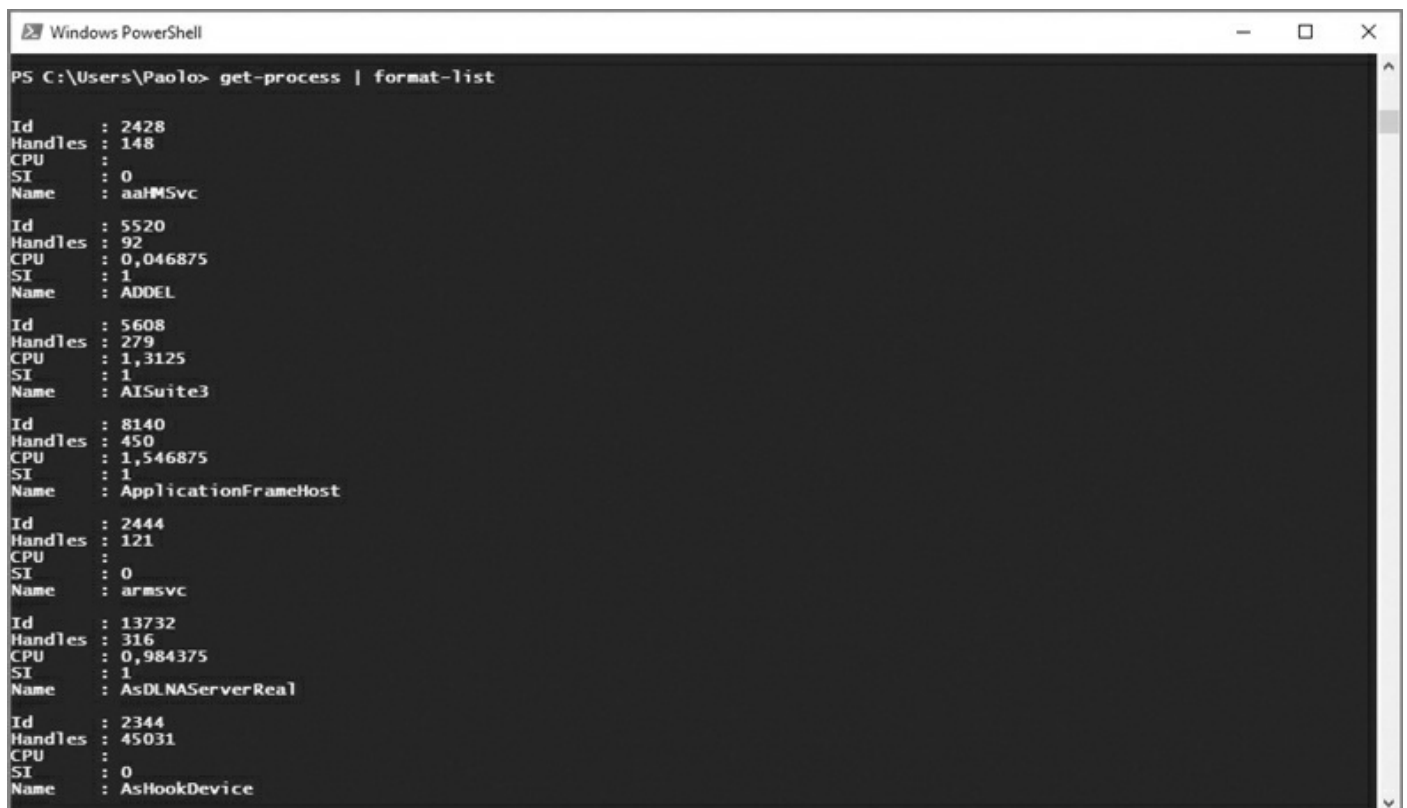 Windows PowerShell
PS C:\Users\Paolo> get-process | format-list
Id      : 2428
Handles : 148
CPU     :
SI      : 0
Name    : aaHMSvc
Id      : 5520
Handles : 92
CPU     : 0,046875
SI      : 1
Name    : ADDEL
Id      : 5608
Handles : 279
CPU     : 1,3125
SI      : 1
Name    : AISuite3
Id      : 8140
Handles : 450
CPU     : 1,546875
SI      : 1
Name    : ApplicationFrameHost
Id      : 2444
Handles : 121
CPU     :
SI      : 0
Name    : armsvc
Id      : 13732
Handles : 316
CPU     : 0,984375
SI      : 1
Name    : AsDLNAServerReal
Id      : 2344
Handles : 45031
CPU     :
SI      : 0
Name    : AsHookDevice